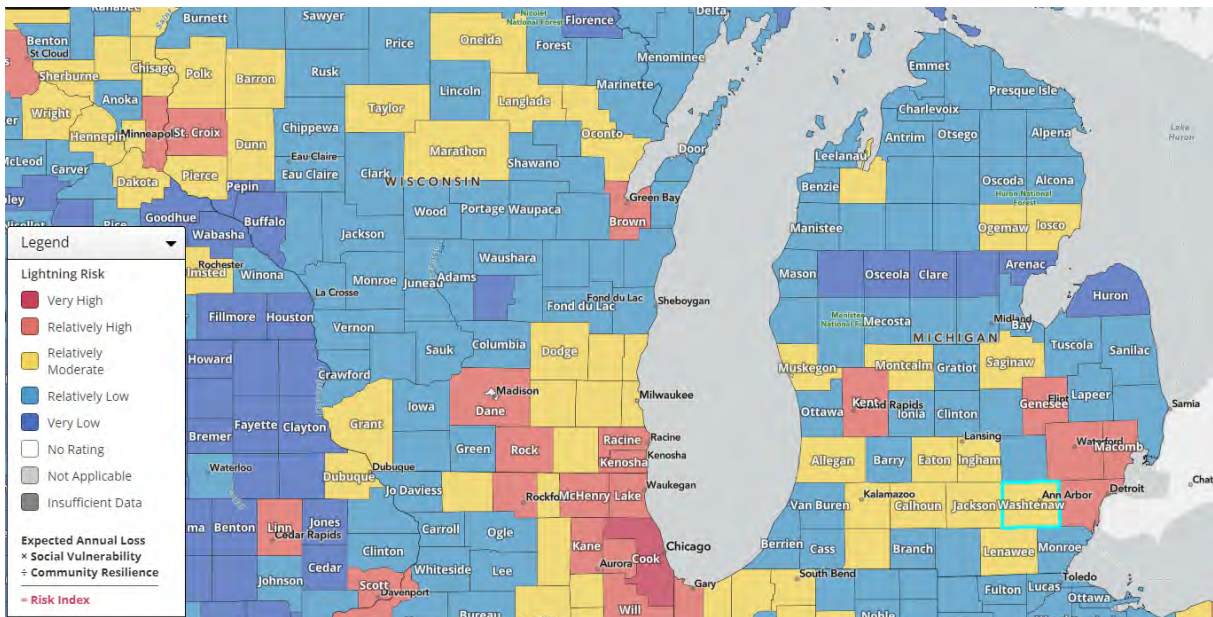 Kanabec
Burnett
Sawyer
Nicolet
National Forest
Florence
Delta
Benton
St Cloud
Price
Oneida
Forest
Menominee
Sherburne
Chisago
Polk
Barron
Rusk
Emmet
Anoka
Lincoln
Langlade
Marinette
Presque Isle
Wright
Taylor
Charlevoix
Hennepin
Minneapolis
St. Croix
Chippewa
Oconto
Antrim
Otsego
Alpena
Lake
Huron
Dunn
Marathon
Door
Leelanau
McLeod
Carver
Eau Claire
Shawano
Dakota
Pierce
Eau Claire
Clark
WISCONSIN
Benzie
Oscoda
Alcona
Huron National
Forest
Pepin
Green Bay
Goodhue
Buffalo
Wood
Portage
Waupaca
Brown
Rice
Wabasha
Jackson
Manistee
Ogemaw
Iosco
Legend
Waushara
Arenac
Rochester
Olmsted
Winona
Monroe
Juneau
Adams
Mason
Osceola
Clare
Lightning Risk
La Crosse
Fond du Lac
Fond du Lac
Sheboygan
Huron
Very High
Fillmore
Houston
Vernon
Manistee
National Forest
Mecosta
Midland
Bay
Relatively High
MICHIGAN
Sauk
Columbia
Dodge
Tuscola
Sanilac
Relatively
Moderate
Howard
Crawford
Muskegon
Montcalm
Gratiot
Saginaw
Relatively Low
Madison
Dane
Milwaukee
Kent
Grand Rapids
Genesee
Flint
Lapeer
Sarnia
Very Low
Bremer
Fayette
Clayton
Grant
Iowa
Ottawa
Ionia
Clinton
No Rating
Green
Rock
Racine
Racine
Lansing
Waterford
Macomb
Not Applicable
Waterloo
Dubuque
Dubuque
Kenosha
Kenosha
Allegan
Barry
Eaton
Ingham
Insufficient Data
Jo Daviess
McHenry
Lake
Waukegan
Van Buren
Kalamazoo
Calhoun
Jackson
Washtenaw
Ann Arbor
Detroit
Expected Annual Loss
Benton
Linn
Cedar Rapids
Jones
Carroll
Ogle
× Social Vulnerability
÷ Community Resilience
Clinton
Whiteside
Lee
Kane
Aurora
Cook
Chicago
Berrien
Cass
Branch
Lenawee
Monroe
= Risk Index
Johnson
Cedar
Scott
Davenport
Gary
South Bend
Toledo
Fulton
Lucas
Ottawa
Bureau
Will
Noble